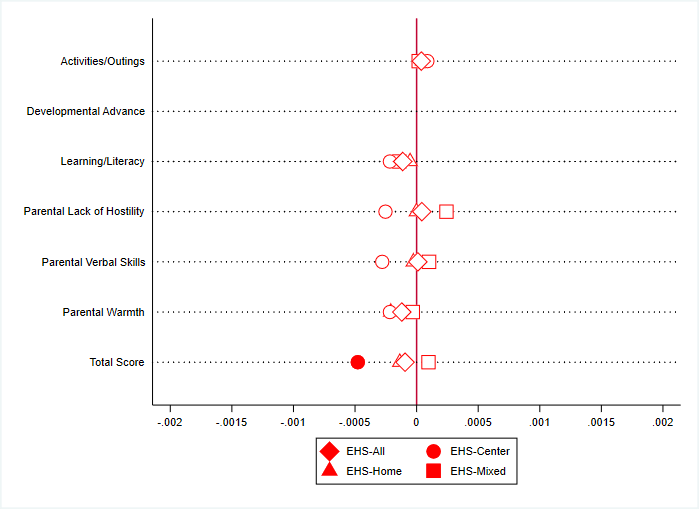 Activities/Outings
Developmental Advance
Learning/Literacy
Parental Lack of Hostility
Parental Verbal Skills
Parental Warmth
Total Score
-.002 -.0015 -.001 -.0005 0 .0005 .001 .0015 .002
EHS-All EHS-Center
EHS-Home EHS-Mixed